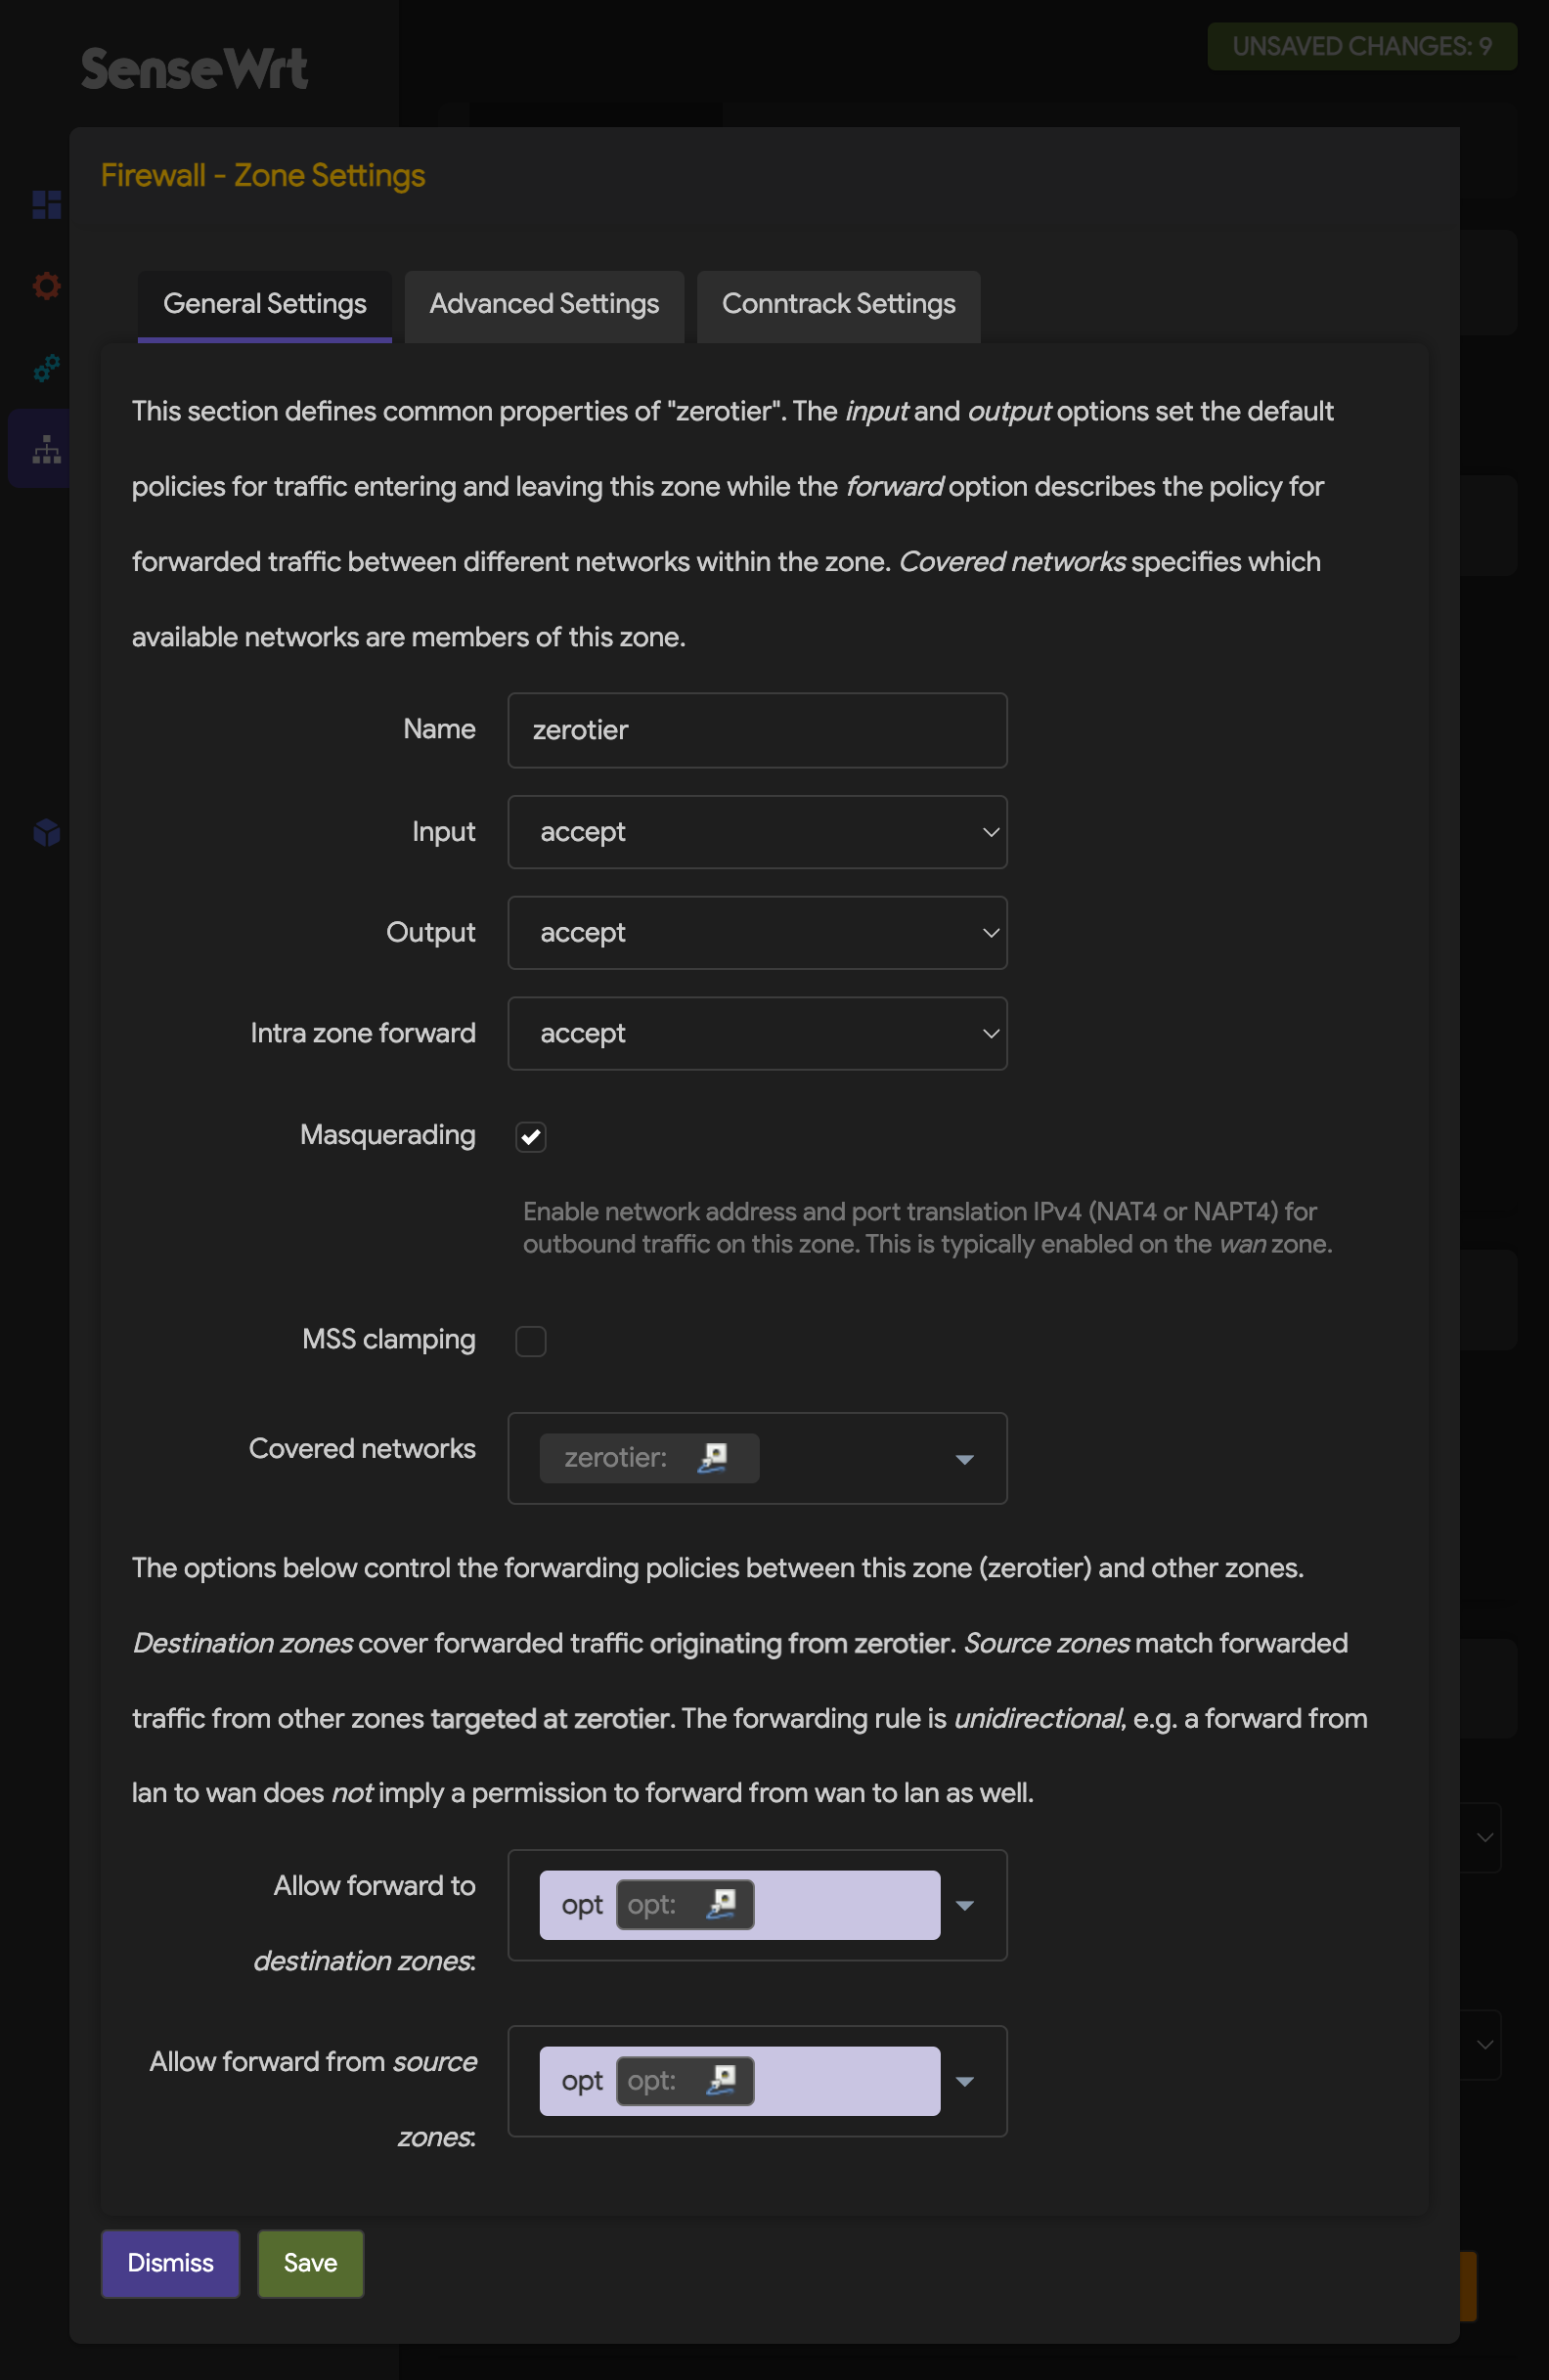 SenseWrt
UNSAVED CHANGES: 9
Firewall - Zone Settings
General Settings
Advanced Settings
Conntrack Settings
This section defines common properties of "zerotier". The input and output options set the default
policies for traffic entering and leaving this zone while the forward option describes the policy for
forwarded traffic between different networks within the zone. Covered networks specifies which
available networks are members of this zone.
Name
zerotier
Input
accept
Output
accept
Intra zone forward
accept
Masquerading
Enable network address and port translation IPv4 (NAT4 or NAPT4) for
outbound traffic on this zone. This is typically enabled on the wan zone.
MSS clamping
Covered networks
zerotier:
The options below control the forwarding policies between this zone (zerotier) and other zones.
Destination zones cover forwarded traffic originating from zerotier. Source zones match forwarded
traffic from other zones targeted at zerotier. The forwarding rule is unidirectional, e.g. a forward from
lan to wan does not imply a permission to forward from wan to lan as well.
Allow forward to
destination zones:
opt opt:
Allow forward from source
zones:
opt opt:
Dismiss
Save